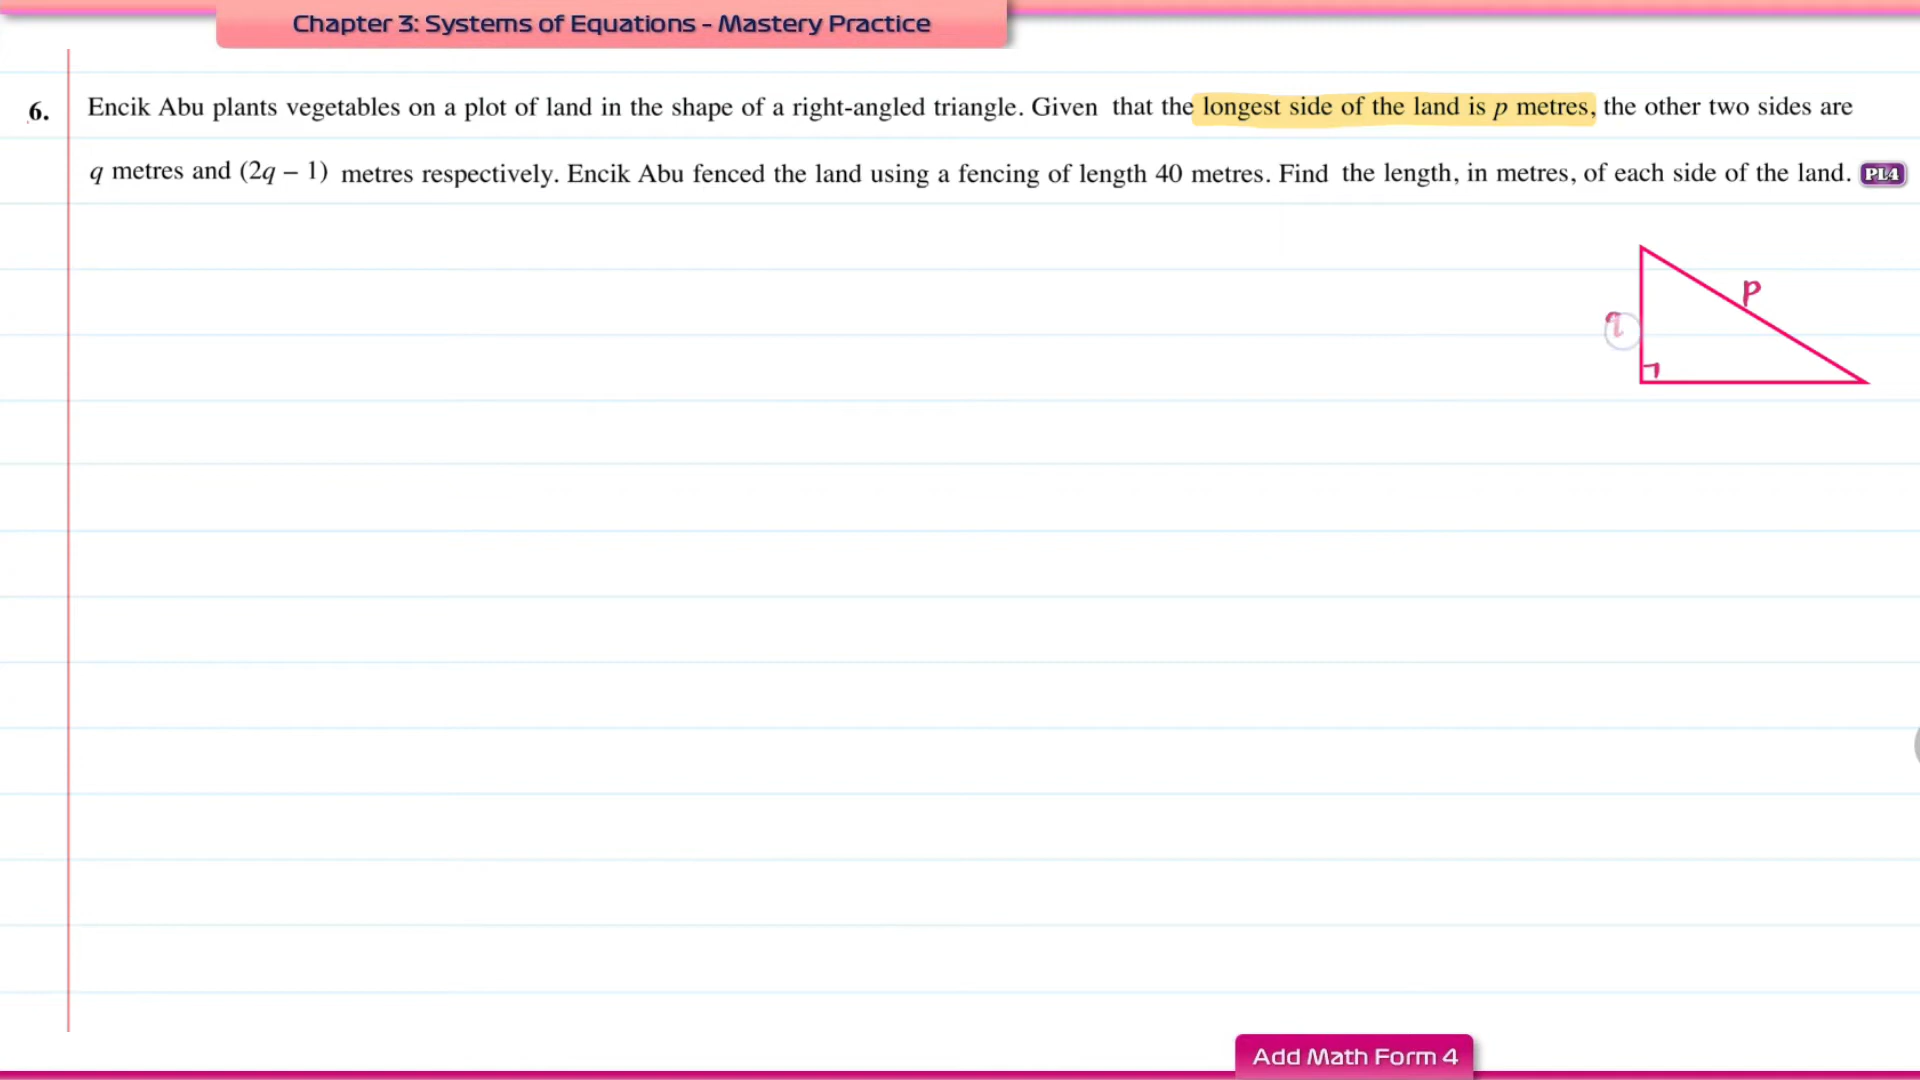 Chapter 3: Systems of Equations - Mastery Practice
6. Encik Abu plants vegetables on a plot of land in the shape of a right-angled triangle. Given that the longest side of the land is p metres, the other two sides are
q metres and (2q – 1) metres respectively. Encik Abu fenced the land using a fencing of length 40 metres. Find the length, in metres, of each side of the land. PL4
p
q
Add Math Form 4